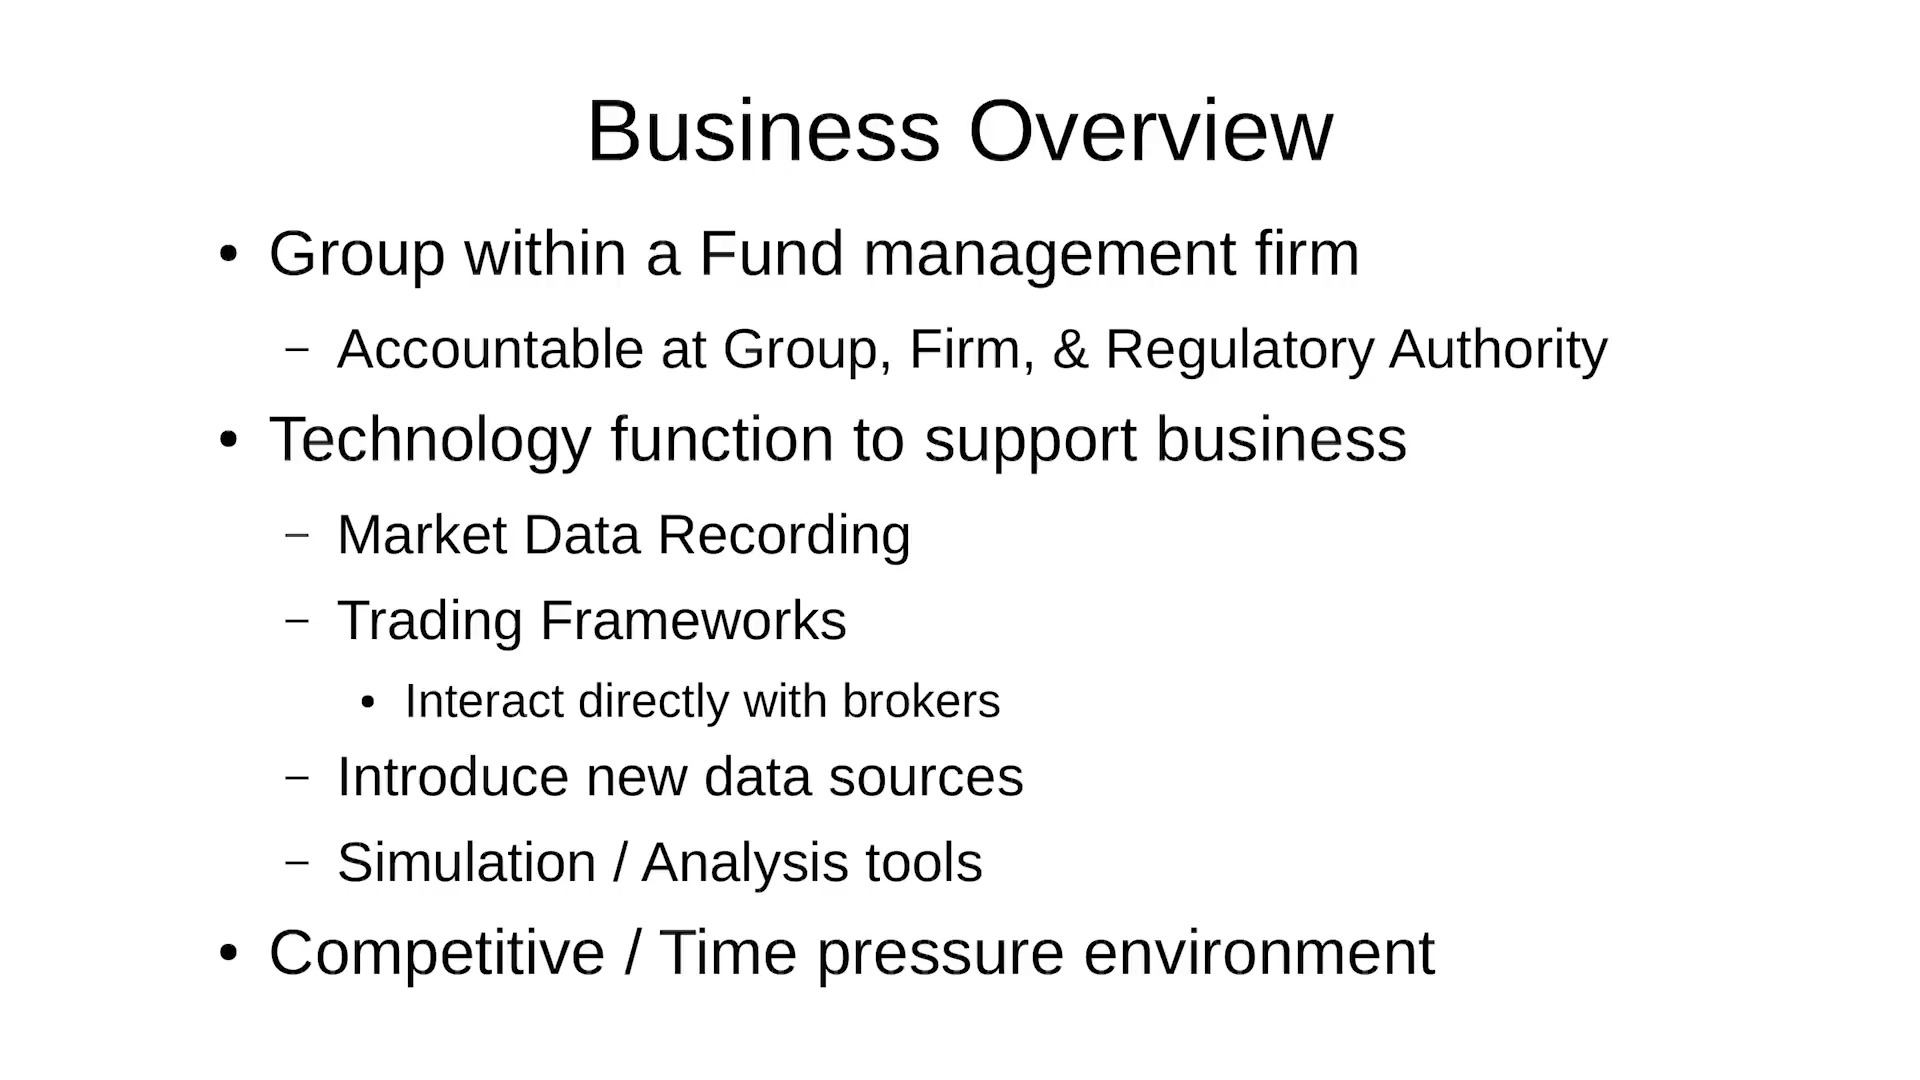 Business Overview
• Group within a Fund management firm
– Accountable at Group, Firm, & Regulatory Authority
• Technology function to support business
– Market Data Recording
– Trading Frameworks
• Interact directly with brokers
– Introduce new data sources
– Simulation / Analysis tools
• Competitive / Time pressure environment